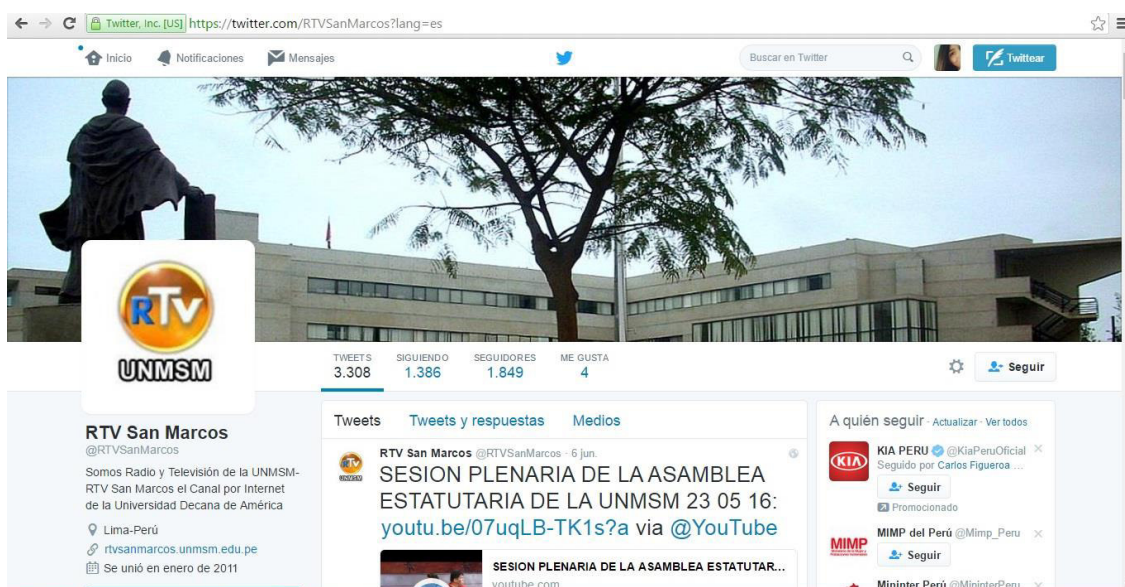 Twitter, Inc. [US] https://twitter.com/RTVSanMarcos?lang=es
Inicio Notificaciones Mensajes Buscar en Twitter Twittear
RTV
UNMSM
TWEETS SIGUIENDO SEGUIDORES ME GUSTA
3.308 1.386 1.849 4
Seguir
RTV San Marcos
@RTVSanMarcos
Somos Radio y Televisión de la UNMSM-
RTV San Marcos el Canal por Internet
de la Universidad Decana de América
Lima-Perú
rtvsanmarcos.unmsm.edu.pe
Se unió en enero de 2011
Tweets Tweets y respuestas Medios
RTV San Marcos @RTVSanMarcos · 6 jun.
SESION PLENARIA DE LA ASAMBLEA
ESTATUTARIA DE LA UNMSM 23 05 16:
youtu.be/07uqLB-TK1s?a via @YouTube
SESION PLENARIA DE LA ASAMBLEA ESTATUTAR...
youtube.com
A quién seguir · Actualizar · Ver todos
KIA
KIA PERU @KiaPeruOficial
Seguido por Carlos Figueroa ...
Seguir
Promocionado
MIMP
MIMP del Perú @Mimp_Peru
Seguir
Mininter Perú @MininterPeru